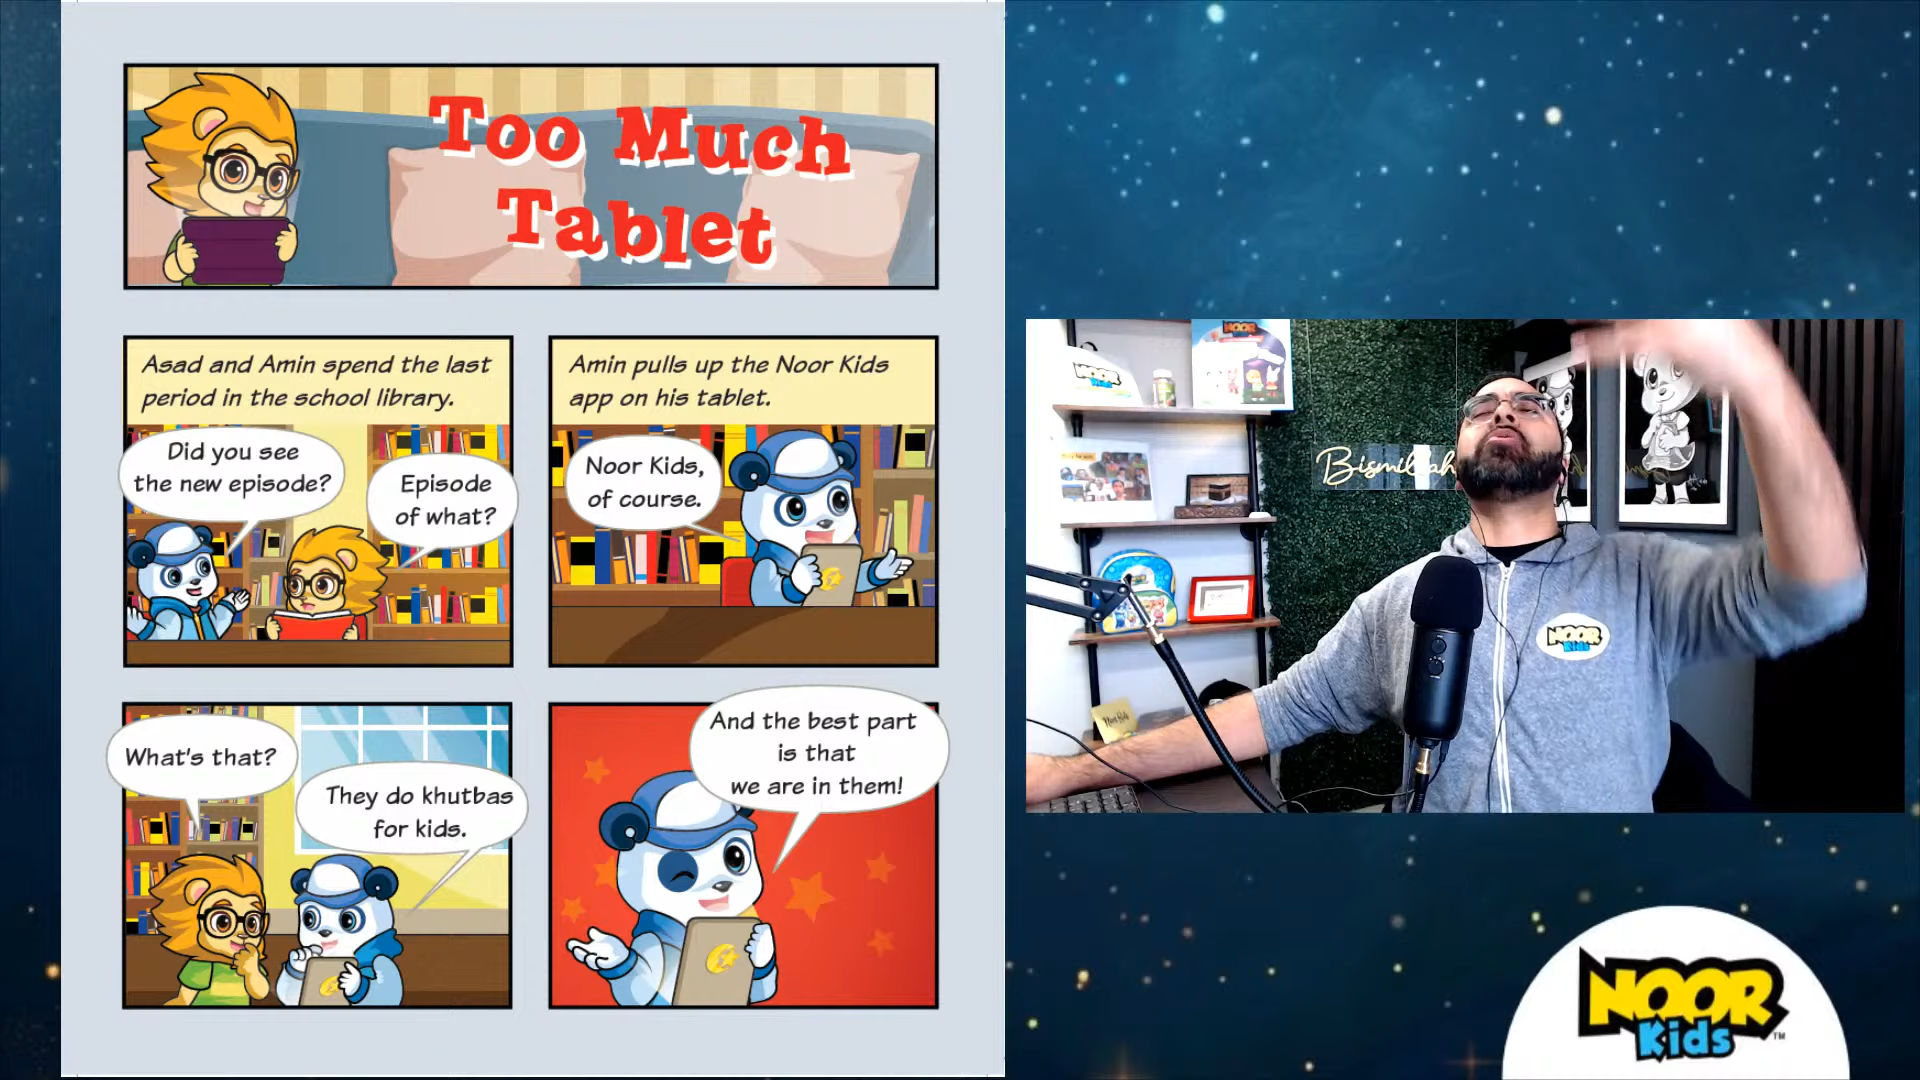 Too Much
Tablet
Asad and Amin spend the last
period in the school library.
Did you see
the new episode?
Episode
of what?
Amin pulls up the Noor Kids
app on his tablet.
Noor Kids,
of course.
What's that?
They do khutbas
for kids.
And the best part
is that
we are in them!
NOOR
Kids
Bismillah
NOOR
Kids
NOOR
Kids™